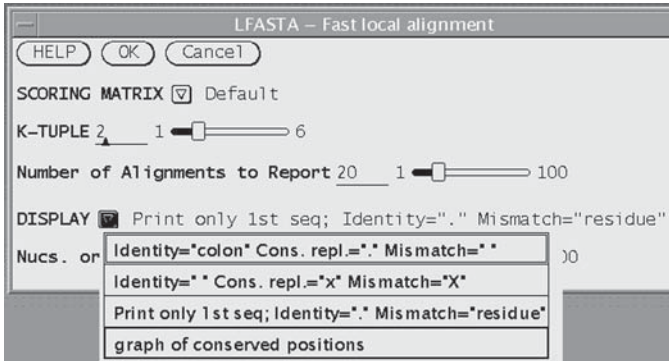 LFASTA – Fast local alignment
HELP OK Cancel
SCORING MATRIX Default
K–TUPLE 2 1 6
Number of Alignments to Report 20 1 100
DISPLAY Print only 1st seq; Identity="." Mismatch="residue"
Nucs. or 00
Identity="colon" Cons. repl.="." Mismatch=" "
Identity=" " Cons. repl.="x" Mismatch="X"
Print only 1st seq; Identity="." Mismatch="residue"
graph of conserved positions